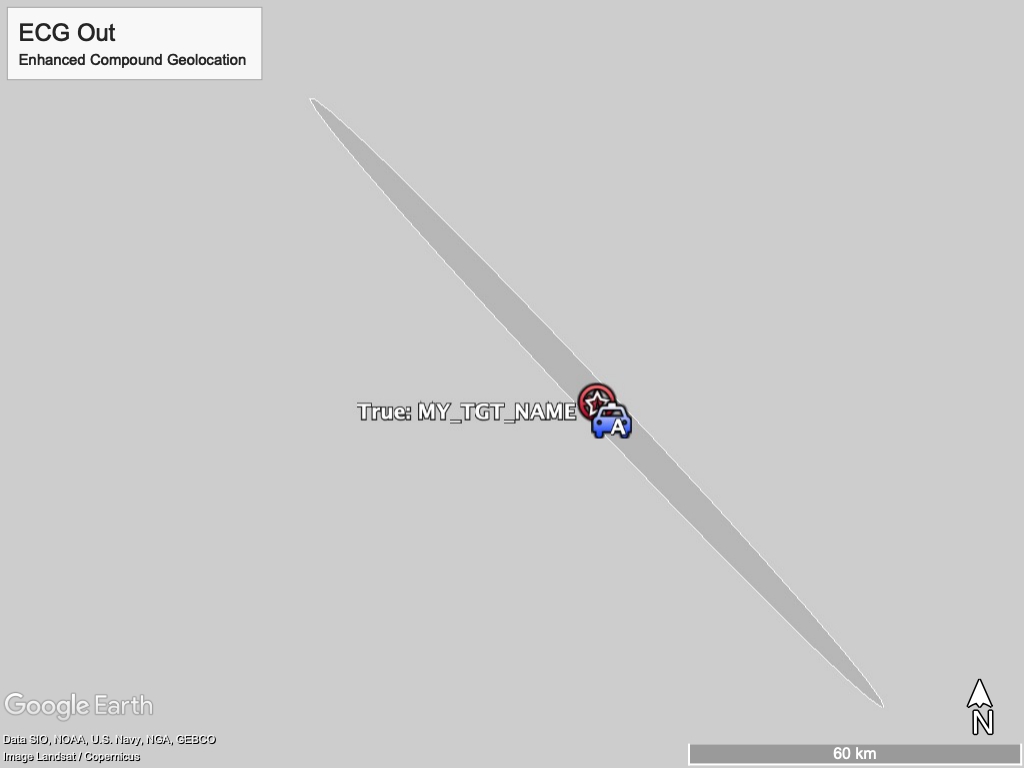 ECG Out
Enhanced Compound Geolocation
True: MY_TGT_NAME
A
Google Earth
N
Data SIO, NOAA, U.S. Navy, NGA, GEBCO
Image Landsat / Copernicus
60 km